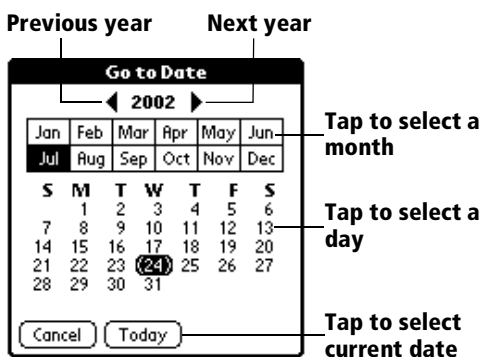 Previous year Next year
Go to Date
2002
Jan Feb Mar Apr May Jun
Tap to select a
month
Jul Aug Sep Oct Nov Dec
S M T W T F S
1 2 3 4 5 6
Tap to select a
day
7 8 9 10 11 12 13
14 15 16 17 18 19 20
21 22 23 24 25 26 27
28 29 30 31
Cancel Today
Tap to select
current date